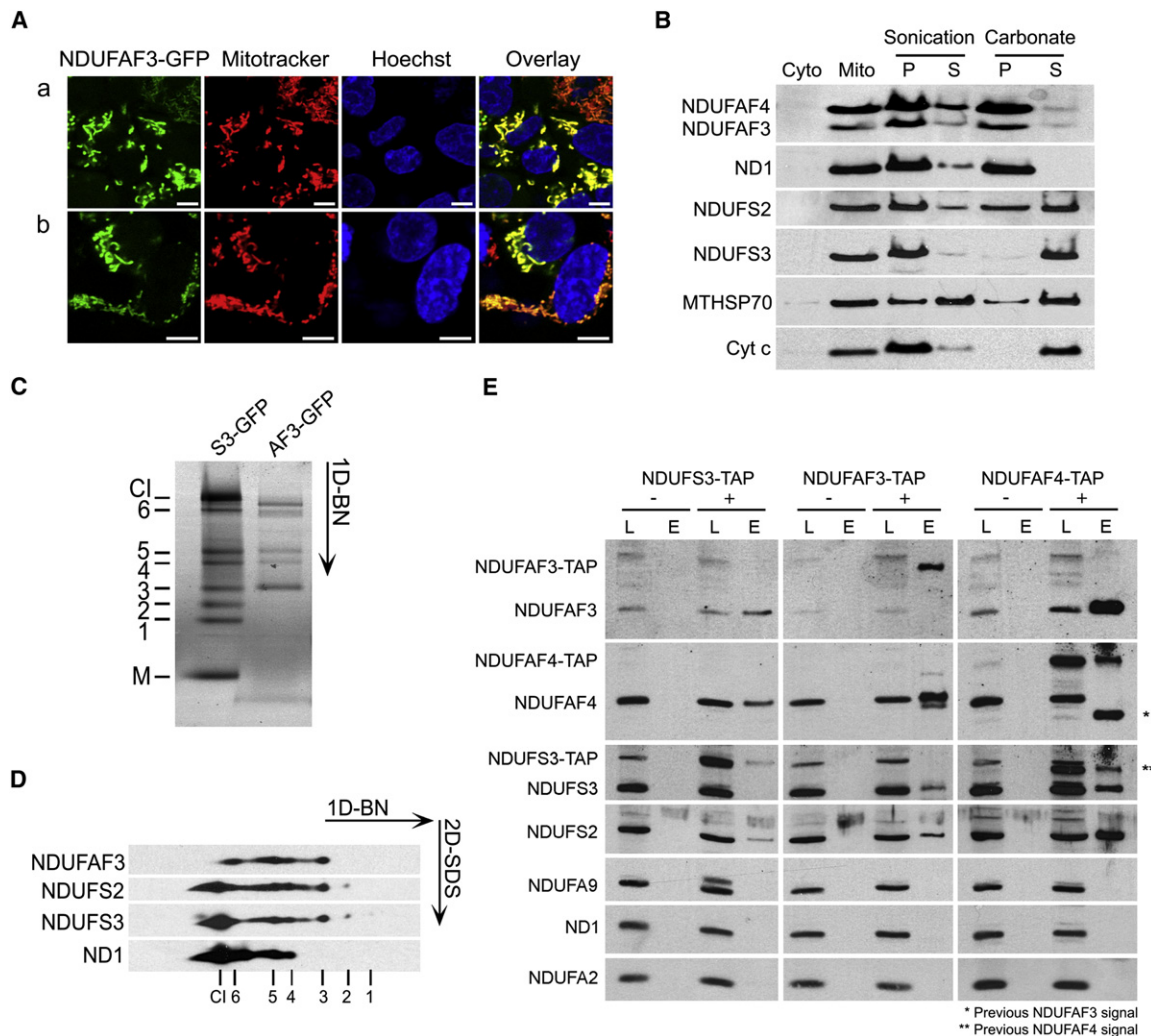 A
NDUFAF3-GFP Mitotracker Hoechst Overlay
a
b
B
Sonication Carbonate
Cyto Mito P S P S
NDUFAF4
NDUFAF3
ND1
NDUFS2
NDUFS3
MTHSP70
Cyt c
C
S3-GFP AF3-GFP
1D-BN
CI
6
5
4
3
2
1
M
D
1D-BN
2D-SDS
NDUFAF3
NDUFS2
NDUFS3
ND1
CI 6 5 4 3 2 1
E
NDUFS3-TAP NDUFAF3-TAP NDUFAF4-TAP
- + - + - +
L E L E L E L E L E L E
NDUFAF3-TAP
NDUFAF3
NDUFAF4-TAP
NDUFAF4
*
NDUFS3-TAP
**
NDUFS3
NDUFS2
NDUFA9
ND1
NDUFA2
* Previous NDUFAF3 signal
** Previous NDUFAF4 signal